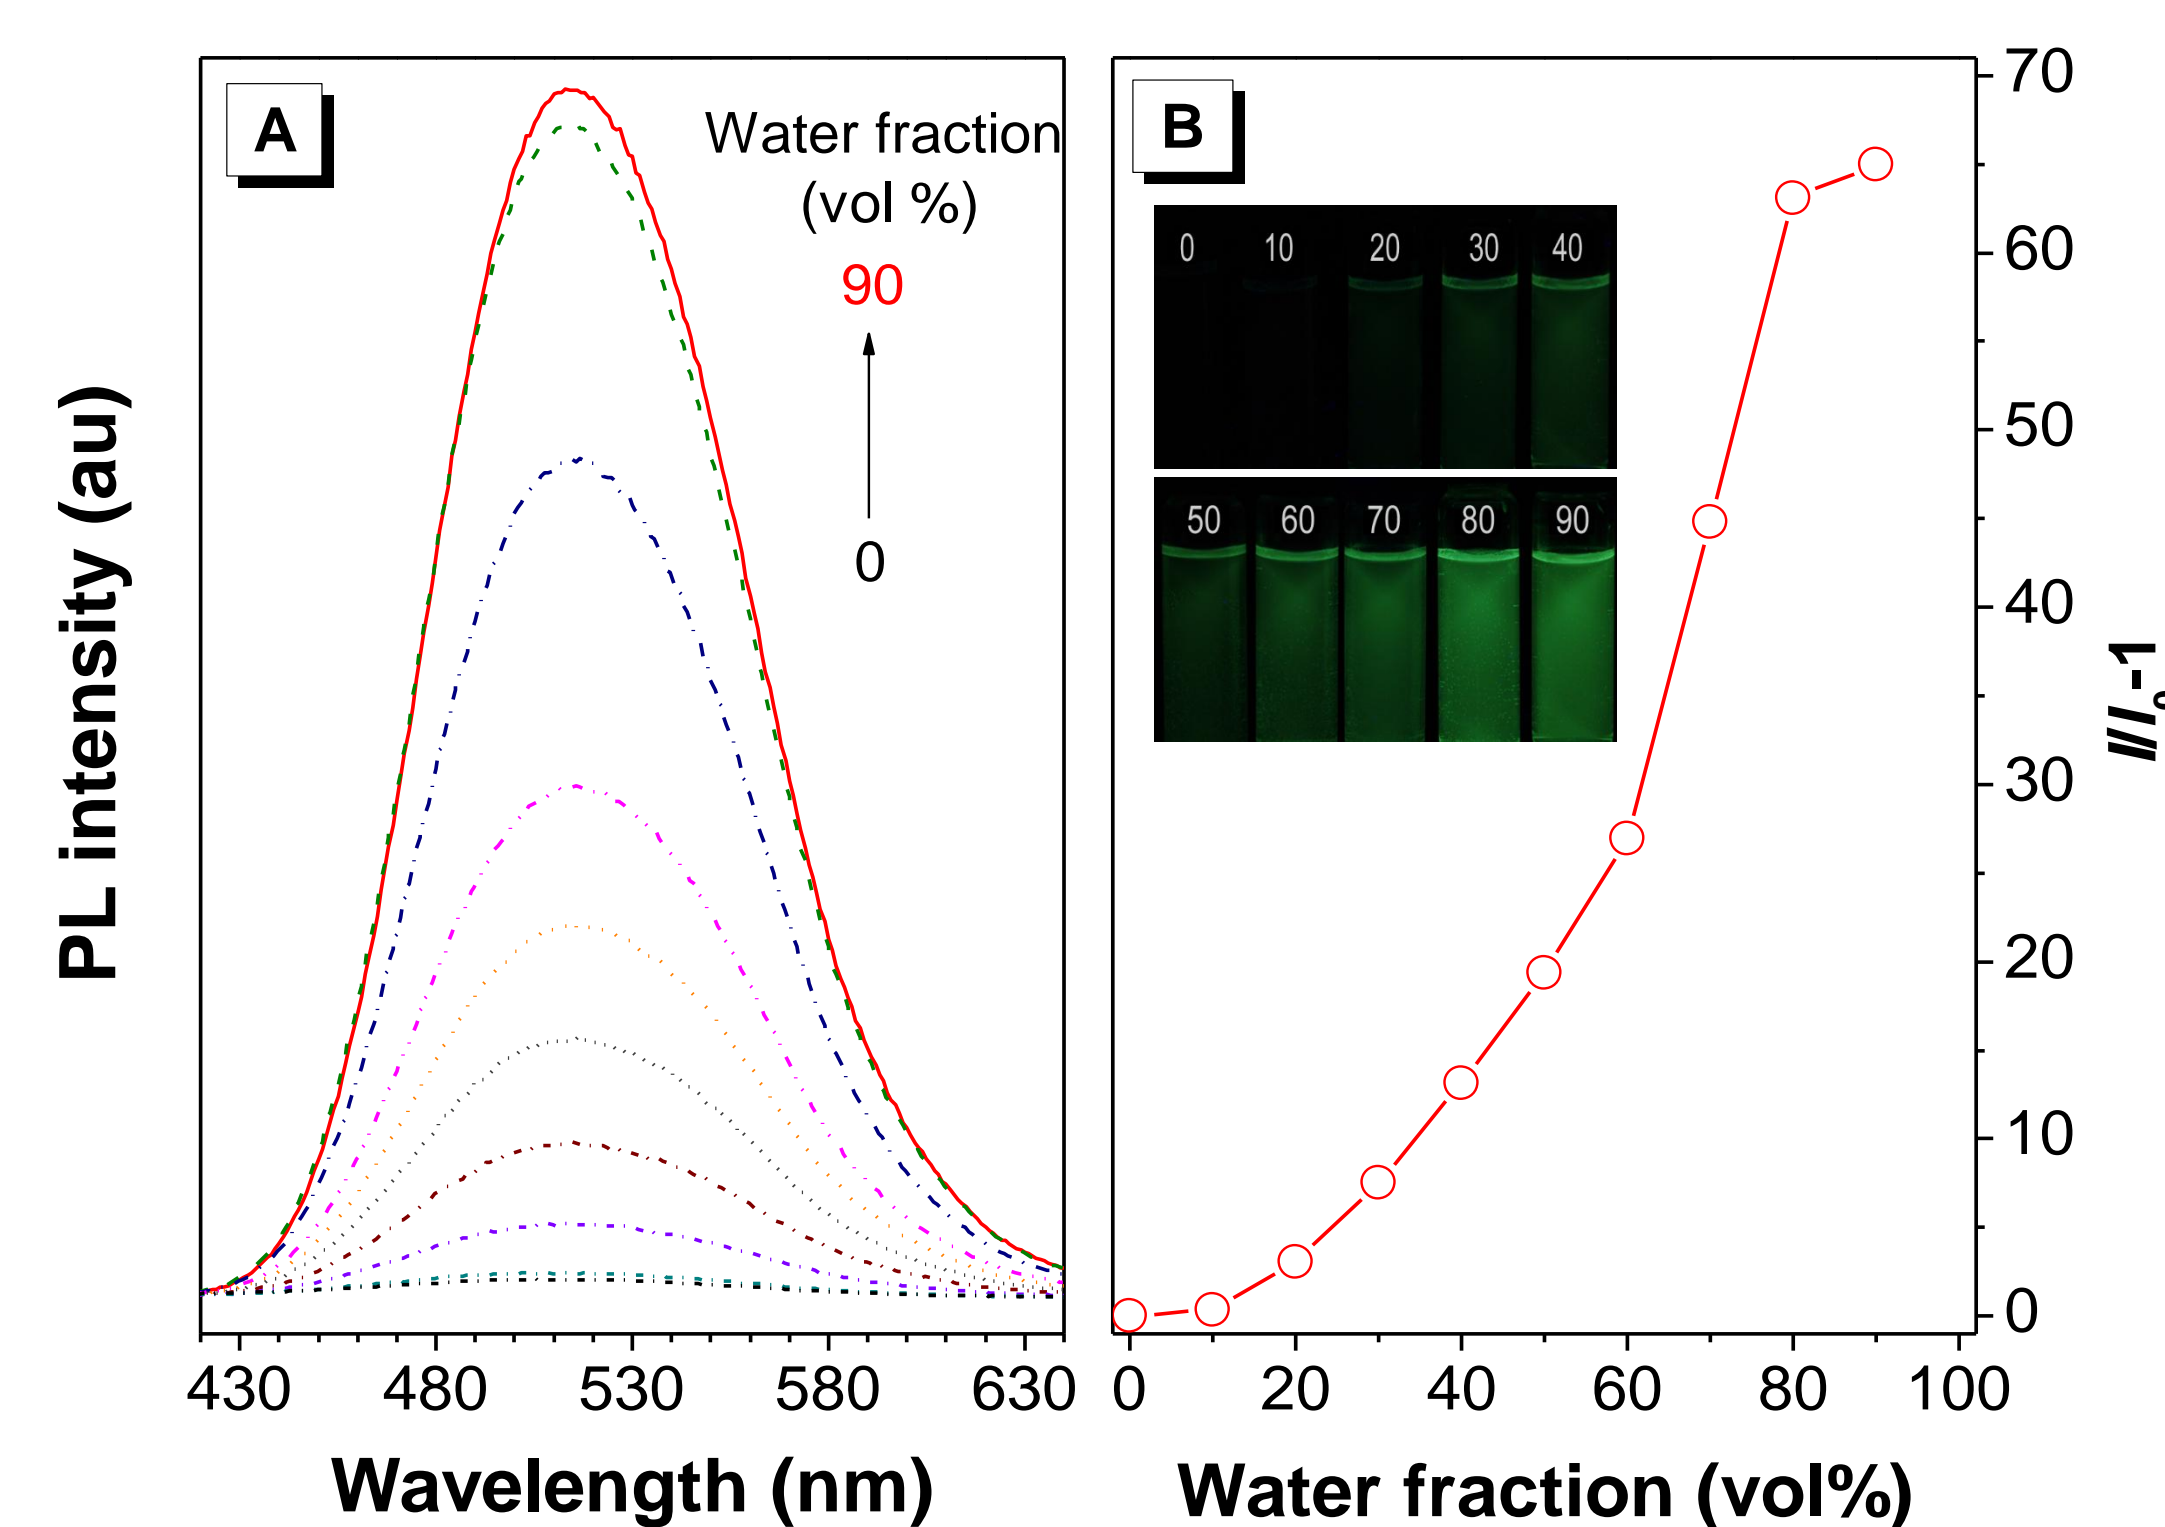 A
Water fraction
(vol %)
90
0
PL intensity (au)
430 480 530 580 630
Wavelength (nm)
B
0 10 20 30 40
50 60 70 80 90
70
60
50
40
30
20
10
0
I/I0-1
0 20 40 60 80 100
Water fraction (vol%)